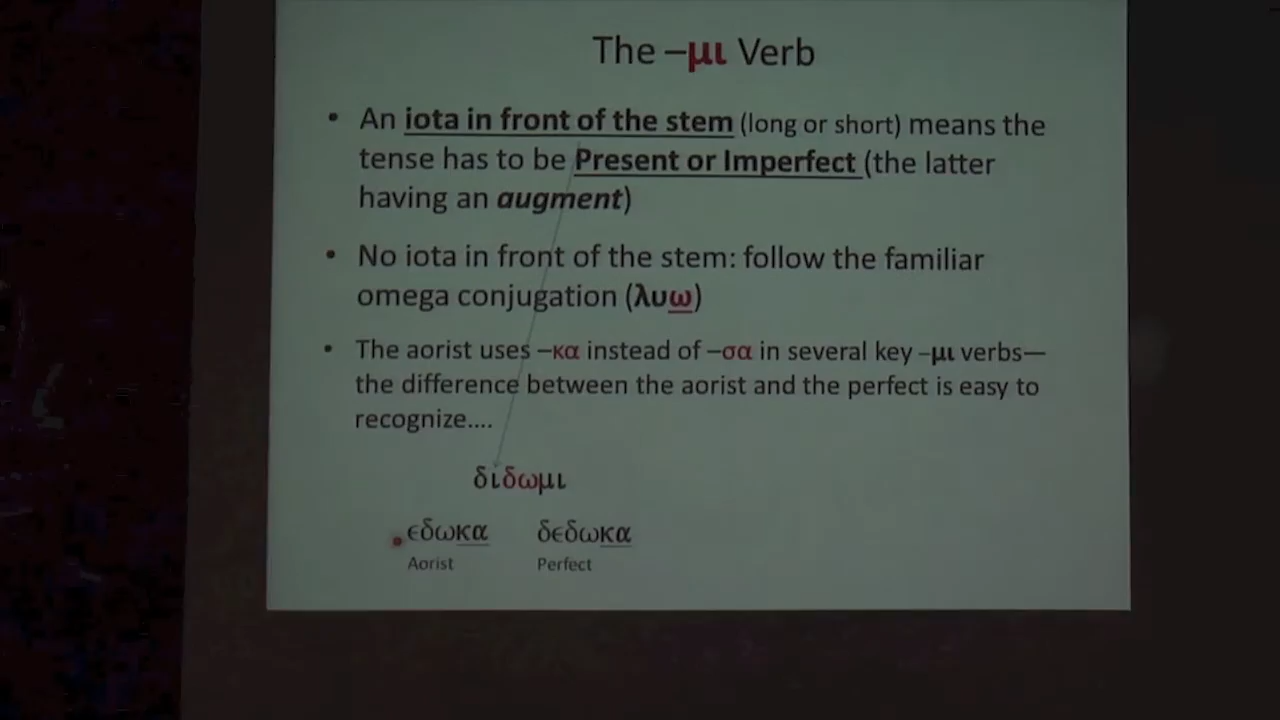 The –μι Verb
• An iota in front of the stem (long or short) means the
tense has to be Present or Imperfect (the latter
having an augment)
• No iota in front of the stem: follow the familiar
omega conjugation (λυω)
• The aorist uses –κα instead of –σα in several key –μι verbs—
the difference between the aorist and the perfect is easy to
recognize....
διδωμι
εδωκα δεδωκα
Aorist Perfect